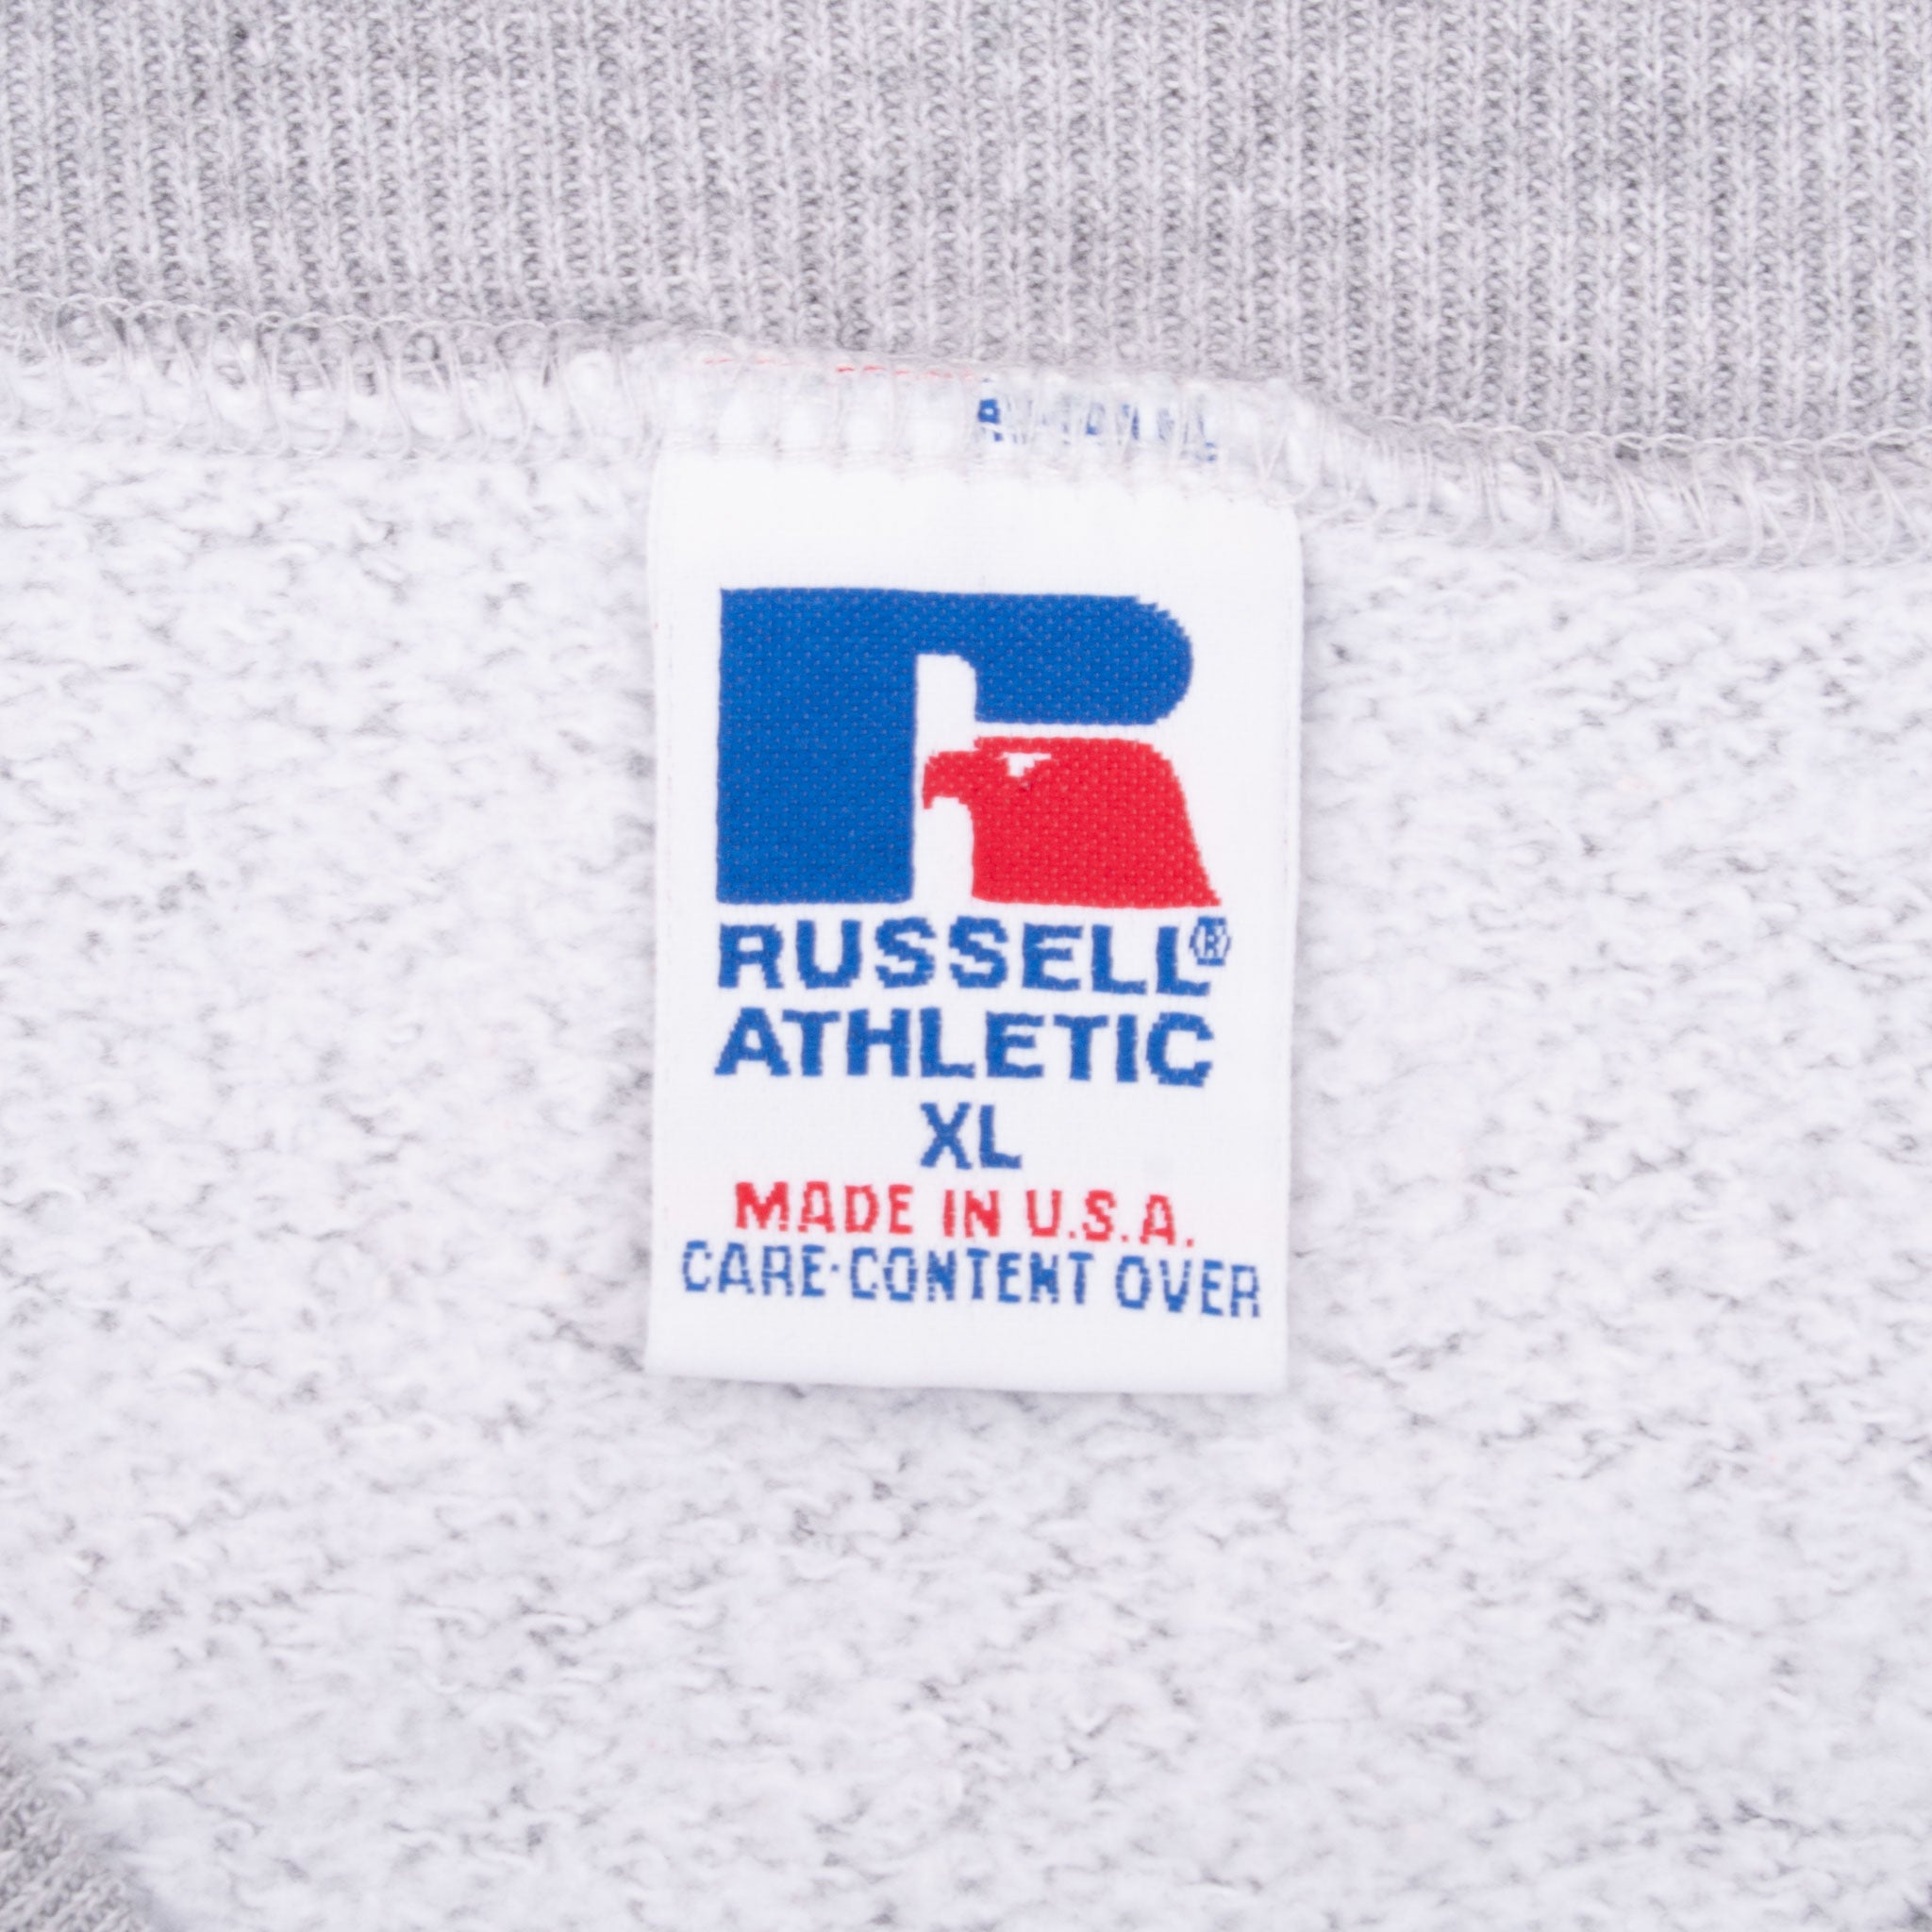 RUSSELL®
ATHLETIC
XL
MADE IN U.S.A.
CARE·CONTENT OVER